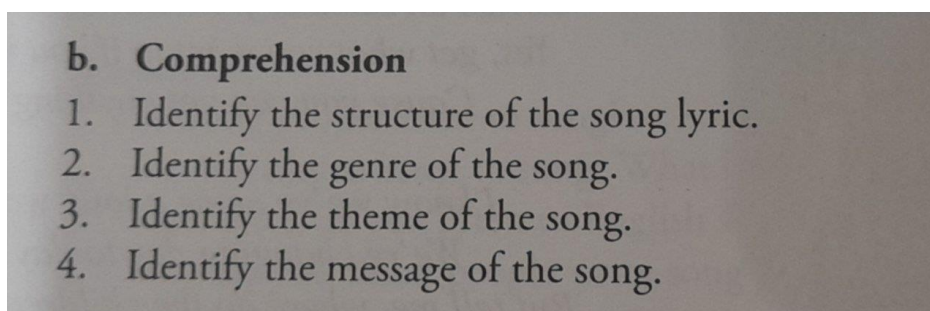 b. Comprehension
1. Identify the structure of the song lyric.
2. Identify the genre of the song.
3. Identify the theme of the song.
4. Identify the message of the song.